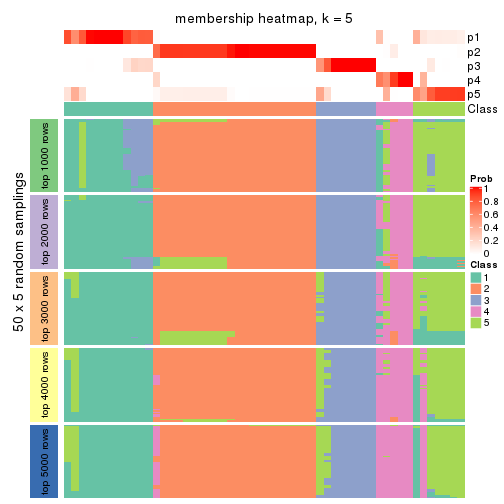 membership heatmap, k = 5
p1
p2
p3
p4
p5
Class
50 x 5 random samplings
top 1000 rows
top 2000 rows
top 3000 rows
top 4000 rows
top 5000 rows
Prob
1
0.8
0.6
0.4
0.2
0
Class
1
2
3
4
5